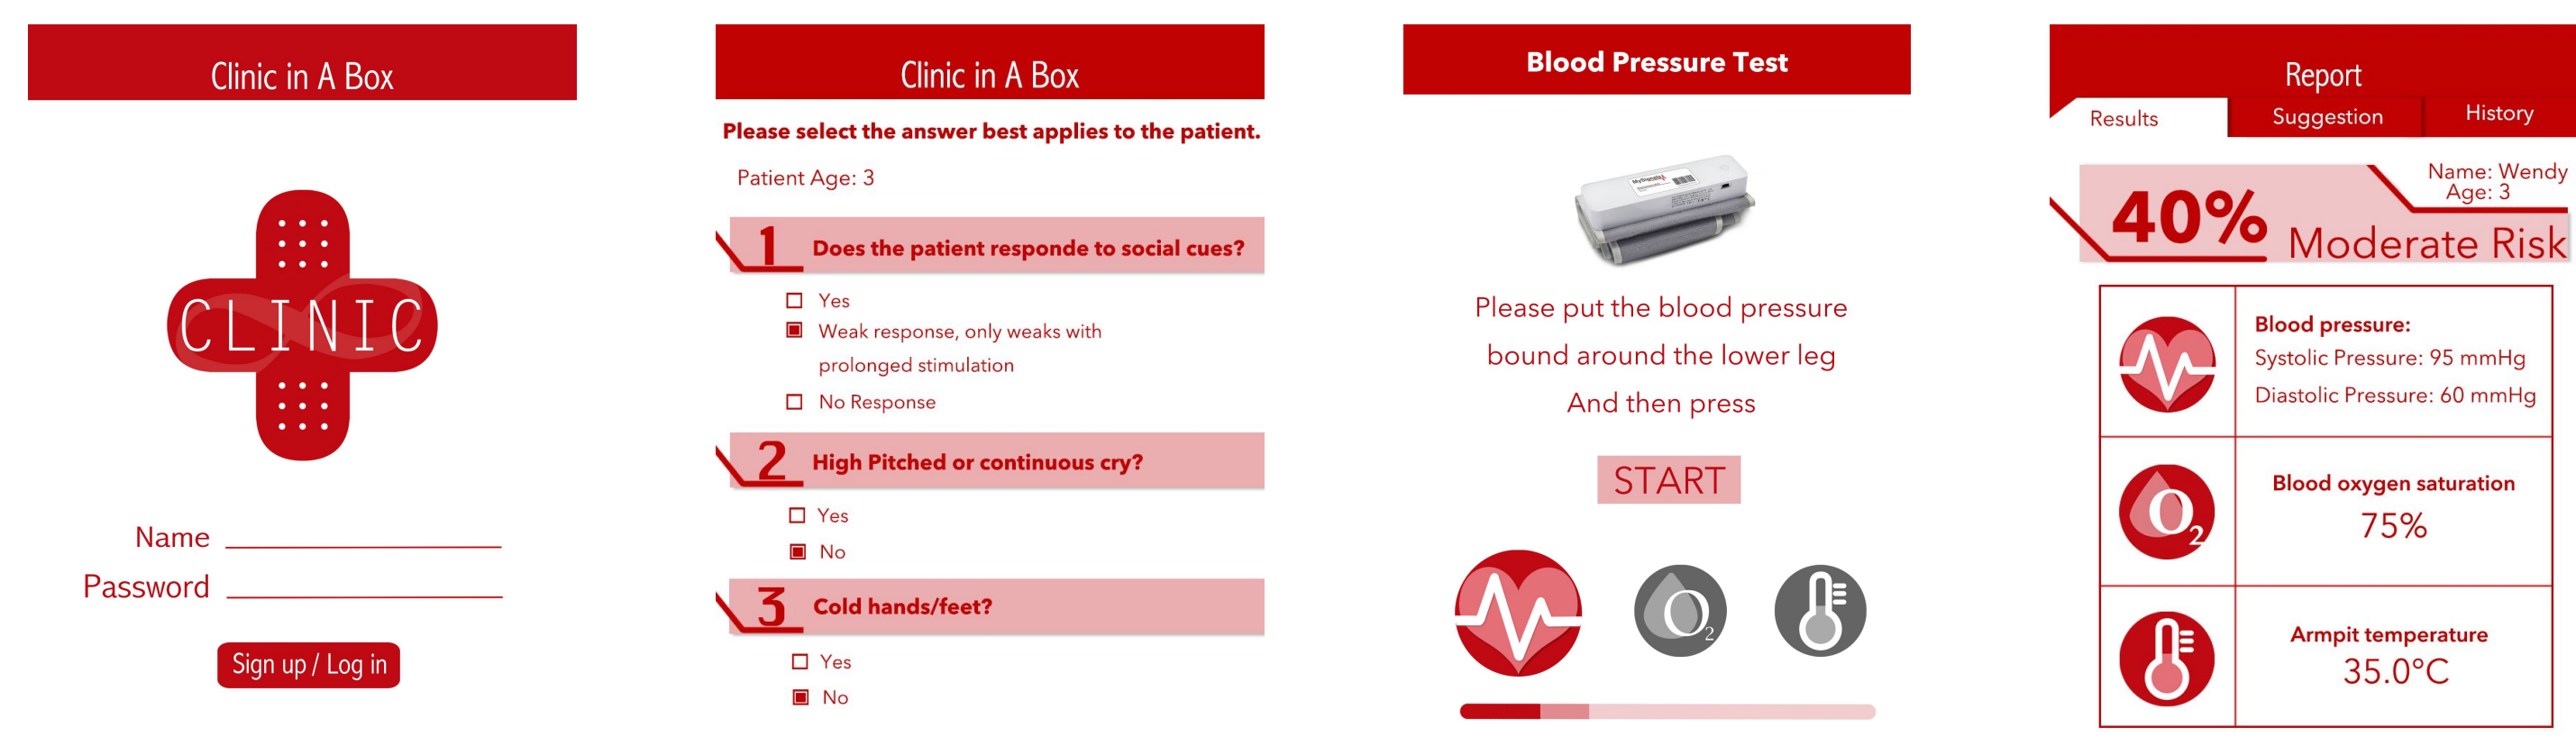 Clinic in A Box
CLINIC
Name
Password
Sign up / Log in
Clinic in A Box
Please select the answer best applies to the patient.
Patient Age: 3
1 Does the patient responde to social cues?
Yes
Weak response, only weaks with
prolonged stimulation
No Response
2 High Pitched or continuous cry?
Yes
No
3 Cold hands/feet?
Yes
No
Blood Pressure Test
Please put the blood pressure
bound around the lower leg
And then press
START
O2
Report
Results Suggestion History
Name: Wendy
Age: 3
40% Moderate Risk
Blood pressure:
Systolic Pressure: 95 mmHg
Diastolic Pressure: 60 mmHg
O2
Blood oxygen saturation
75%
Armpit temperature
35.0°C